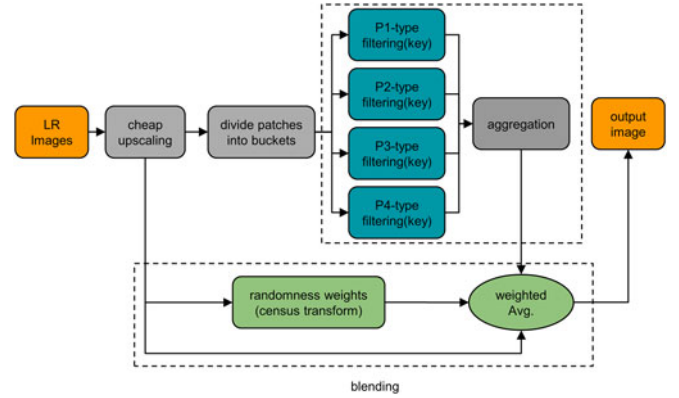 P1-type
filtering(key)
P2-type
filtering(key)
LR
Images
cheap
upscaling
divide patches
into buckets
aggregation
output
image
P3-type
filtering(key)
P4-type
filtering(key)
randomness weights
(census transform)
weighted
Avg.
blending